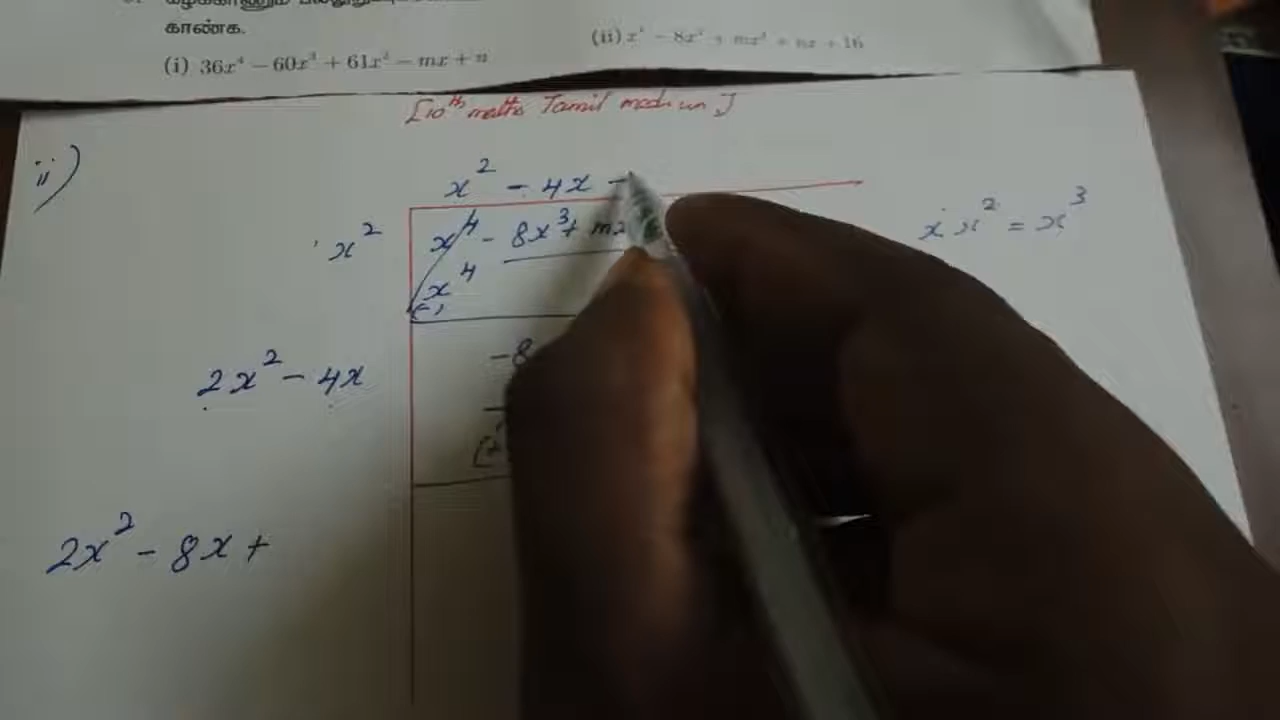 காண்க.
(i) 36x⁴ − 60x³ + 61x² − mx + n
(ii) x⁴ − 8x³ + mx² + nx + 16
[10th maths Tamil medium]
ii)
x² − 4x −
x² x⁴ − 8x³ + mx
x⁴
(−)
x x² = x³
−8
2x² − 4x
−
(+
2x² − 8x +